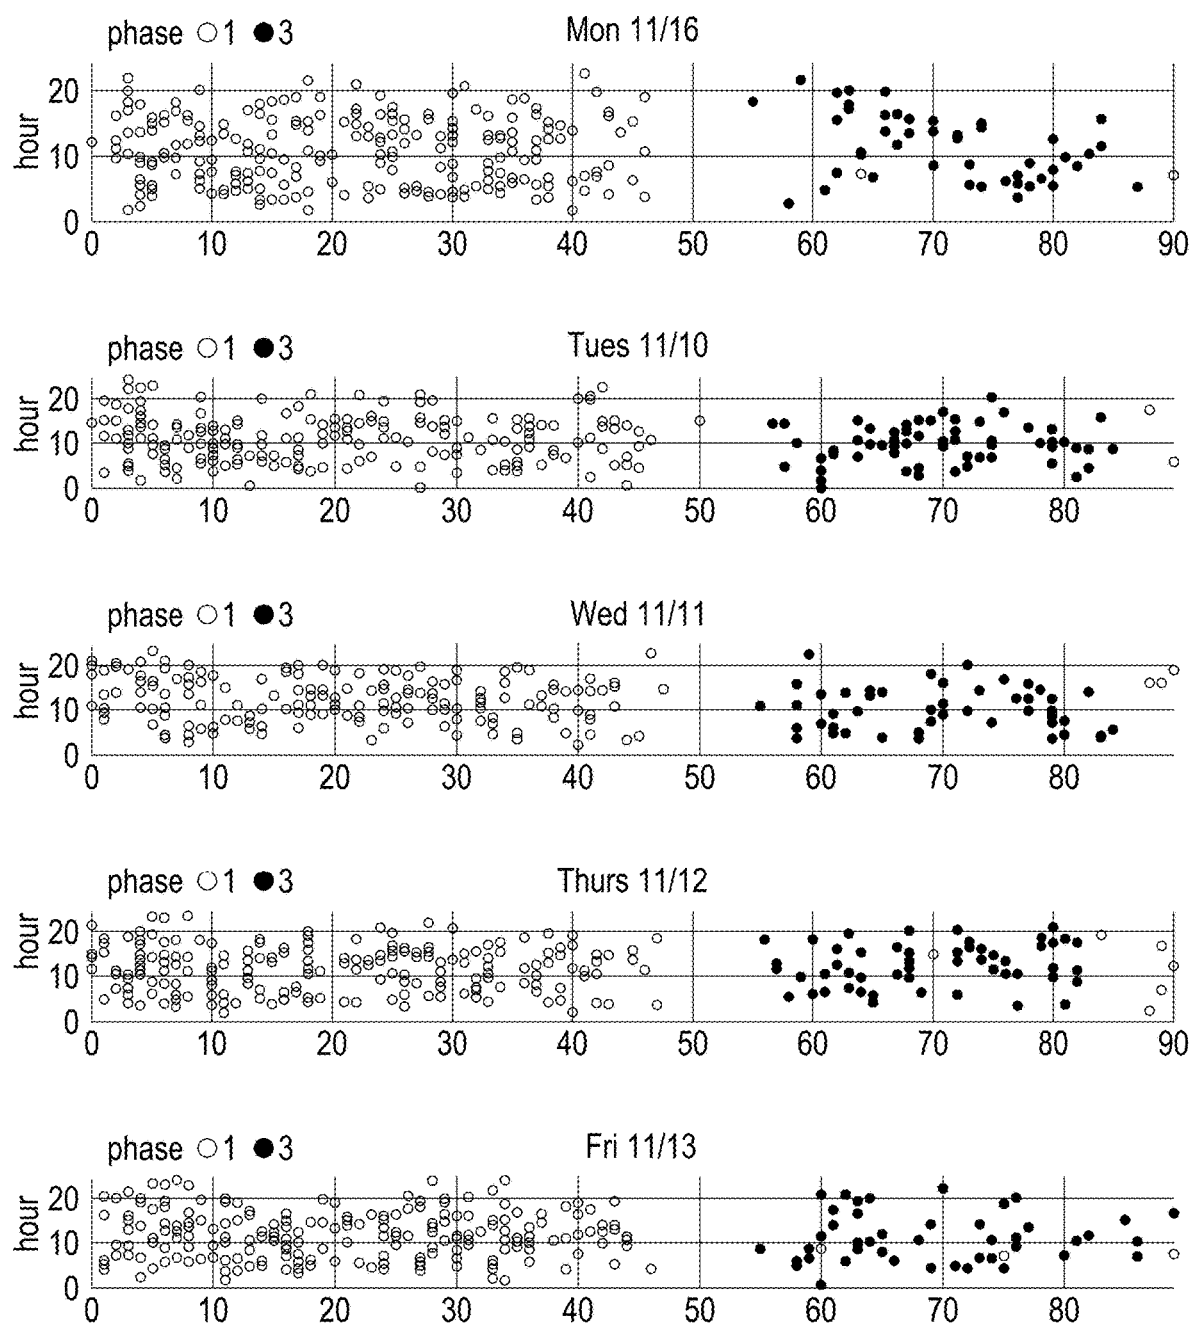 phase 1 3 Mon 11/16
hour
20
10
0
0 10 20 30 40 50 60 70 80 90
phase 1 3 Tues 11/10
hour
20
10
0
0 10 20 30 40 50 60 70 80
phase 1 3 Wed 11/11
hour
20
10
0
0 10 20 30 40 50 60 70 80
phase 1 3 Thurs 11/12
hour
20
10
0
0 10 20 30 40 50 60 70 80 90
phase 1 3 Fri 11/13
hour
20
10
0
0 10 20 30 40 50 60 70 80